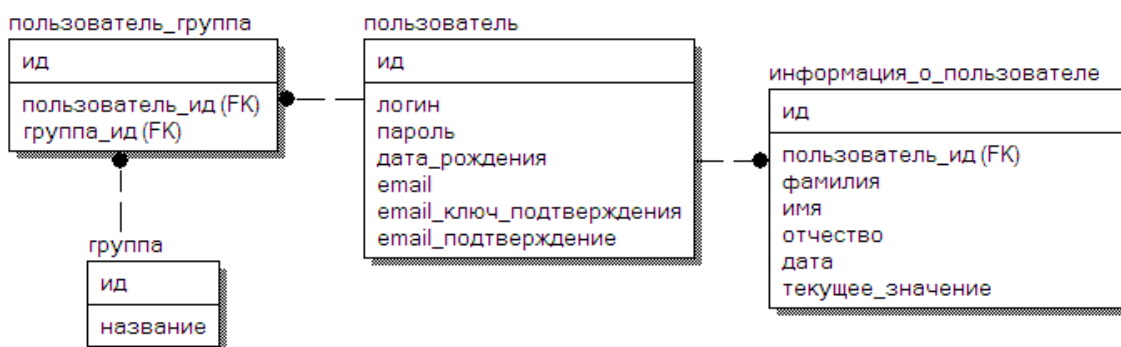 пользователь_группа
ид
пользователь_ид (FK)
группа_ид (FK)
группа
ид
название
пользователь
ид
логин
пароль
дата_рождения
email
email_ключ_подтверждения
email_подтверждение
информация_о_пользователе
ид
пользователь_ид (FK)
фамилия
имя
отчество
дата
текущее_значение